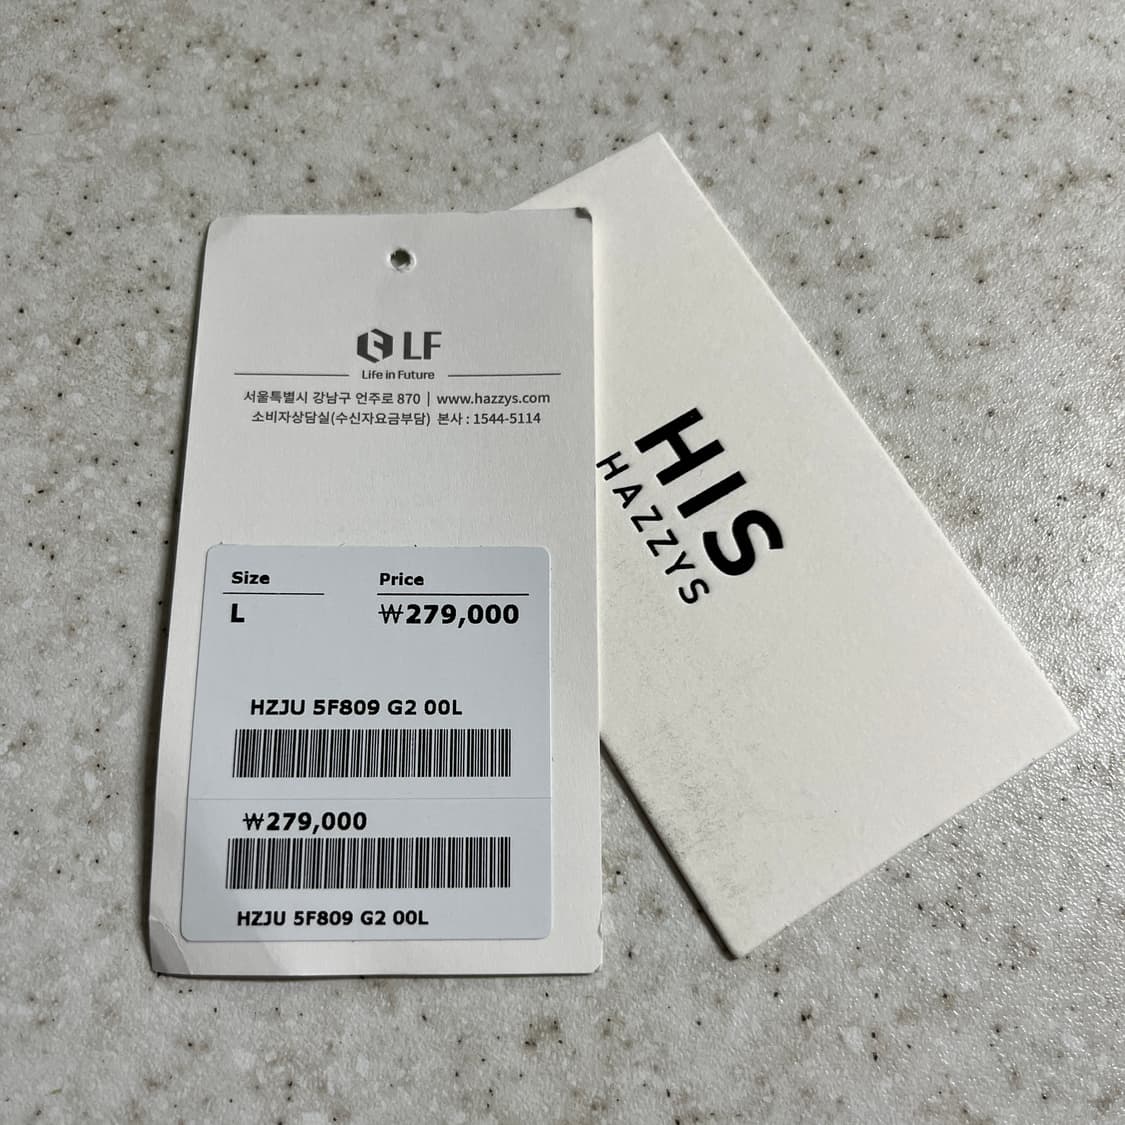 LF
Life in Future
서울특별시 강남구 언주로 870 | www.hazzys.com
소비자상담실(수신자요금부담) 본사 : 1544-5114
Size
Price
L
₩279,000
HZJU 5F809 G2 00L
₩279,000
HZJU 5F809 G2 00L
HIS
HAZZYS